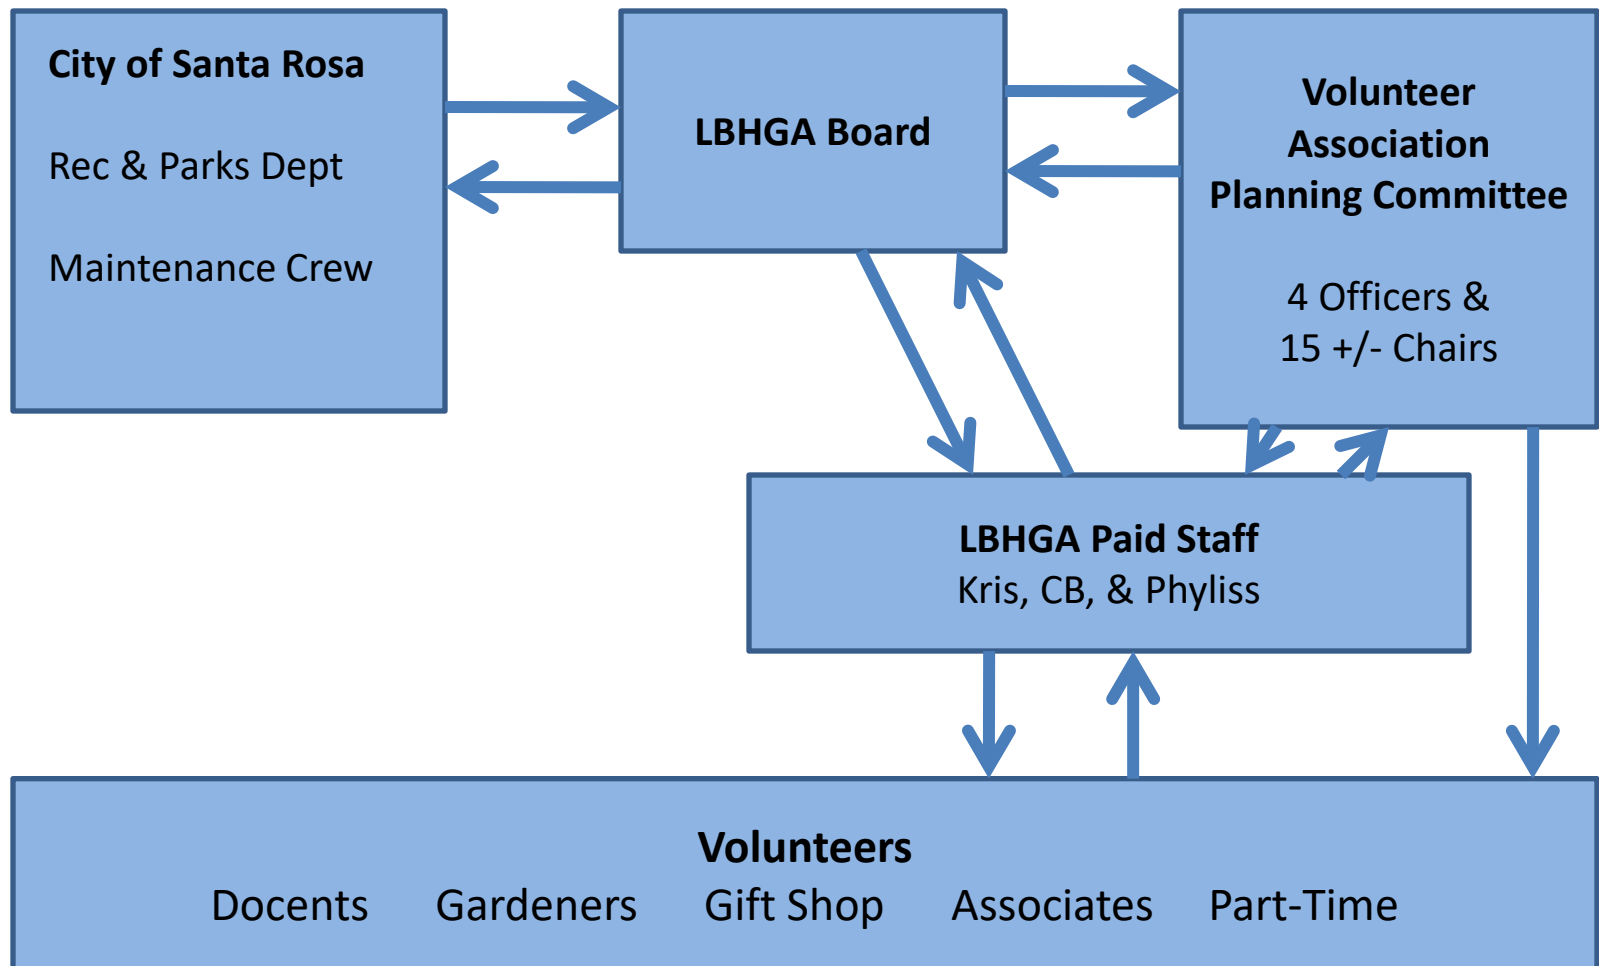 City of Santa Rosa
Rec & Parks Dept
Maintenance Crew
LBHGA Board
Volunteer
Association
Planning Committee
4 Officers &
15 +/- Chairs
LBHGA Paid Staff
Kris, CB, & Phyliss
Volunteers
Docents Gardeners Gift Shop Associates Part-Time